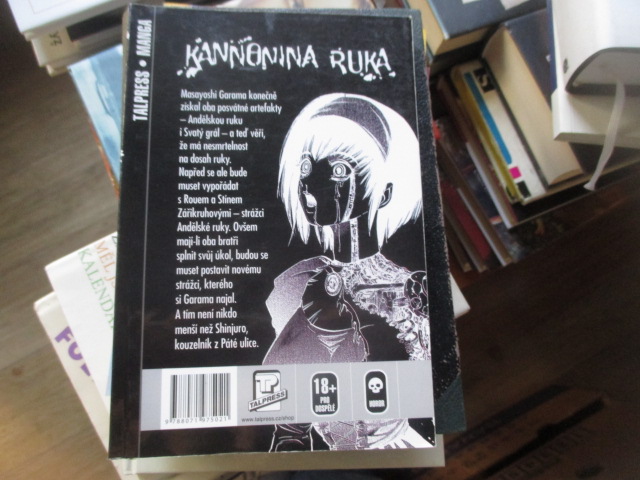 TALPRESS • MANGA
KANNONINA RUKA
Masayoshi Garama konečně
získal oba posvátné artefakty
– Andělskou ruku
i Svatý grál – a teď věří,
že má nesmrtelnost
na dosah ruky.
Napřed se ale bude
muset vypořádat
s Rouem a Stínem
Zářikruhovými – strážci
Andělské ruky. Ovšem
mají-li oba bratři
splnit svůj úkol, budou se
muset postavit novému
strážci, kterého
si Garama najal.
A tím není nikdo
menší než Shinjuro,
kouzelník z Páté ulice.
TP
TALPRESS
www.talpress.cz/shop
18+
PRO
DOSPĚLÉ
HOROR
KALENDÁ